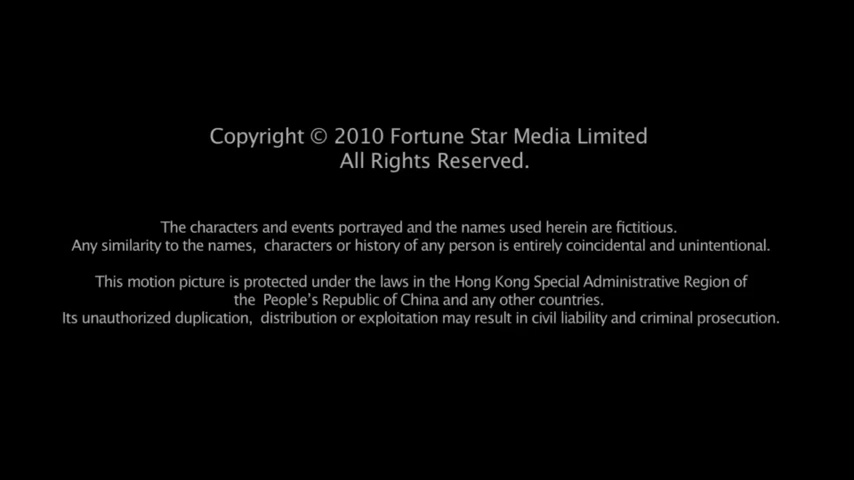 Copyright © 2010 Fortune Star Media Limited
All Rights Reserved.
The characters and events portrayed and the names used herein are fictitious.
Any similarity to the names, characters or history of any person is entirely coincidental and unintentional.
This motion picture is protected under the laws in the Hong Kong Special Administrative Region of
the People's Republic of China and any other countries.
Its unauthorized duplication, distribution or exploitation may result in civil liability and criminal prosecution.